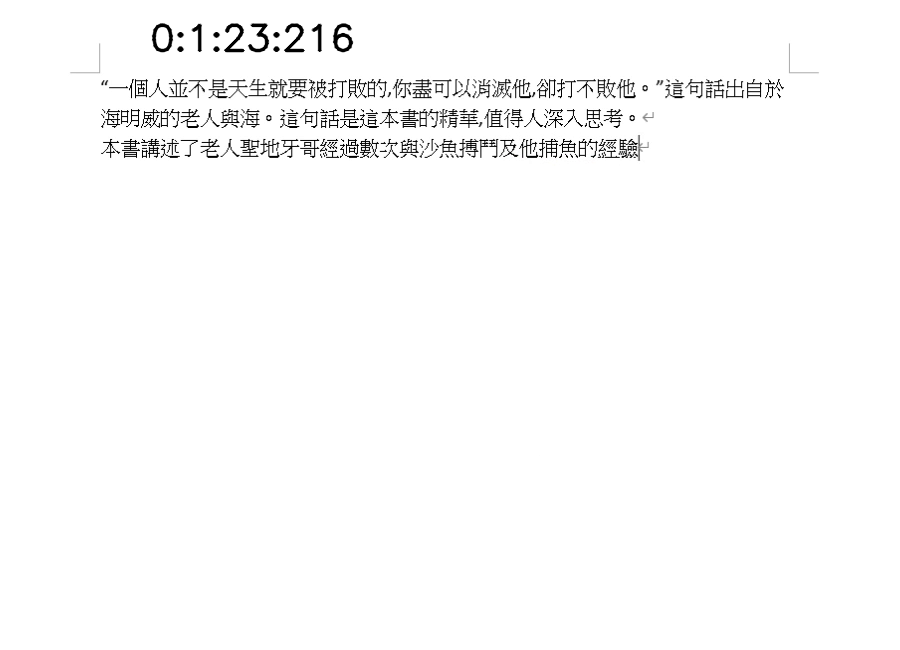 0:1:23:216
“一個人並不是天生就要被打敗的,你盡可以消滅他,卻打不敗他。”這句話出自於
海明威的老人與海。這句話是這本書的精華,值得人深入思考。
本書講述了老人聖地牙哥經過數次與沙魚搏鬥及他捕魚的經驗